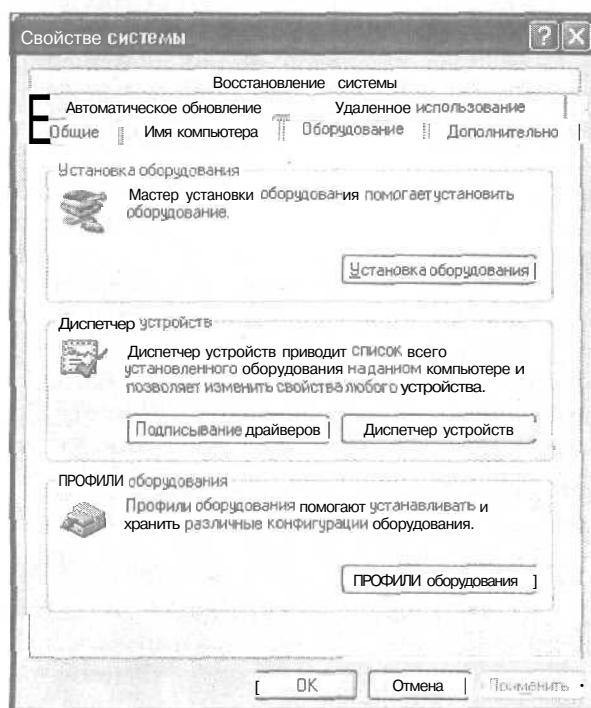 Свойстве системы
Восстановление системы
Автоматическое обновление Удаленное использование
Общие Имя компьютера Оборудование Дополнительно
Установка оборудования
Мастер установки оборудования помогает установить
оборудование.
Установка оборудования
Диспетчер устройств
Диспетчер устройств приводит список всего
установленного оборудования на данном компьютере и
позволяет изменить свойства любого устройства.
Подписывание драйверов Диспетчер устройств
ПРОФИЛИ оборудования
Профили оборудования помогают устанавливать и
хранить различные конфигурации оборудования.
ПРОФИЛИ оборудования
OK Отмена Применить